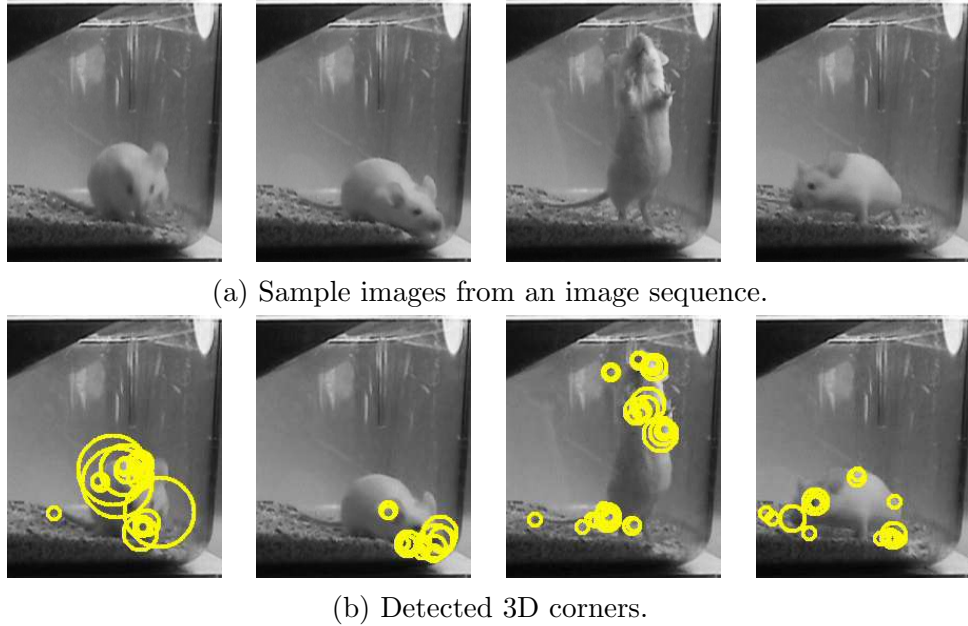 (a) Sample images from an image sequence.
(b) Detected 3D corners.